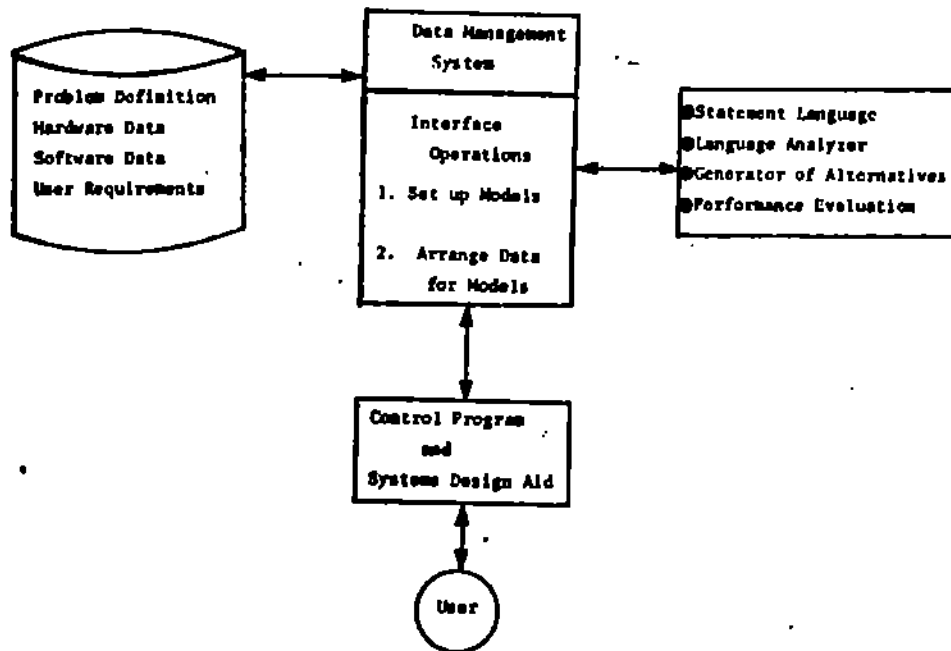 Data Management
System
Problem Definition
Hardware Data
Software Data
User Requirements
Interface
Operations
1. Set up Models
2. Arrange Data
for Models
Statement Language
Language Analyzer
Generator of Alternatives
Performance Evaluation
Control Program
and
Systems Design Aid
User